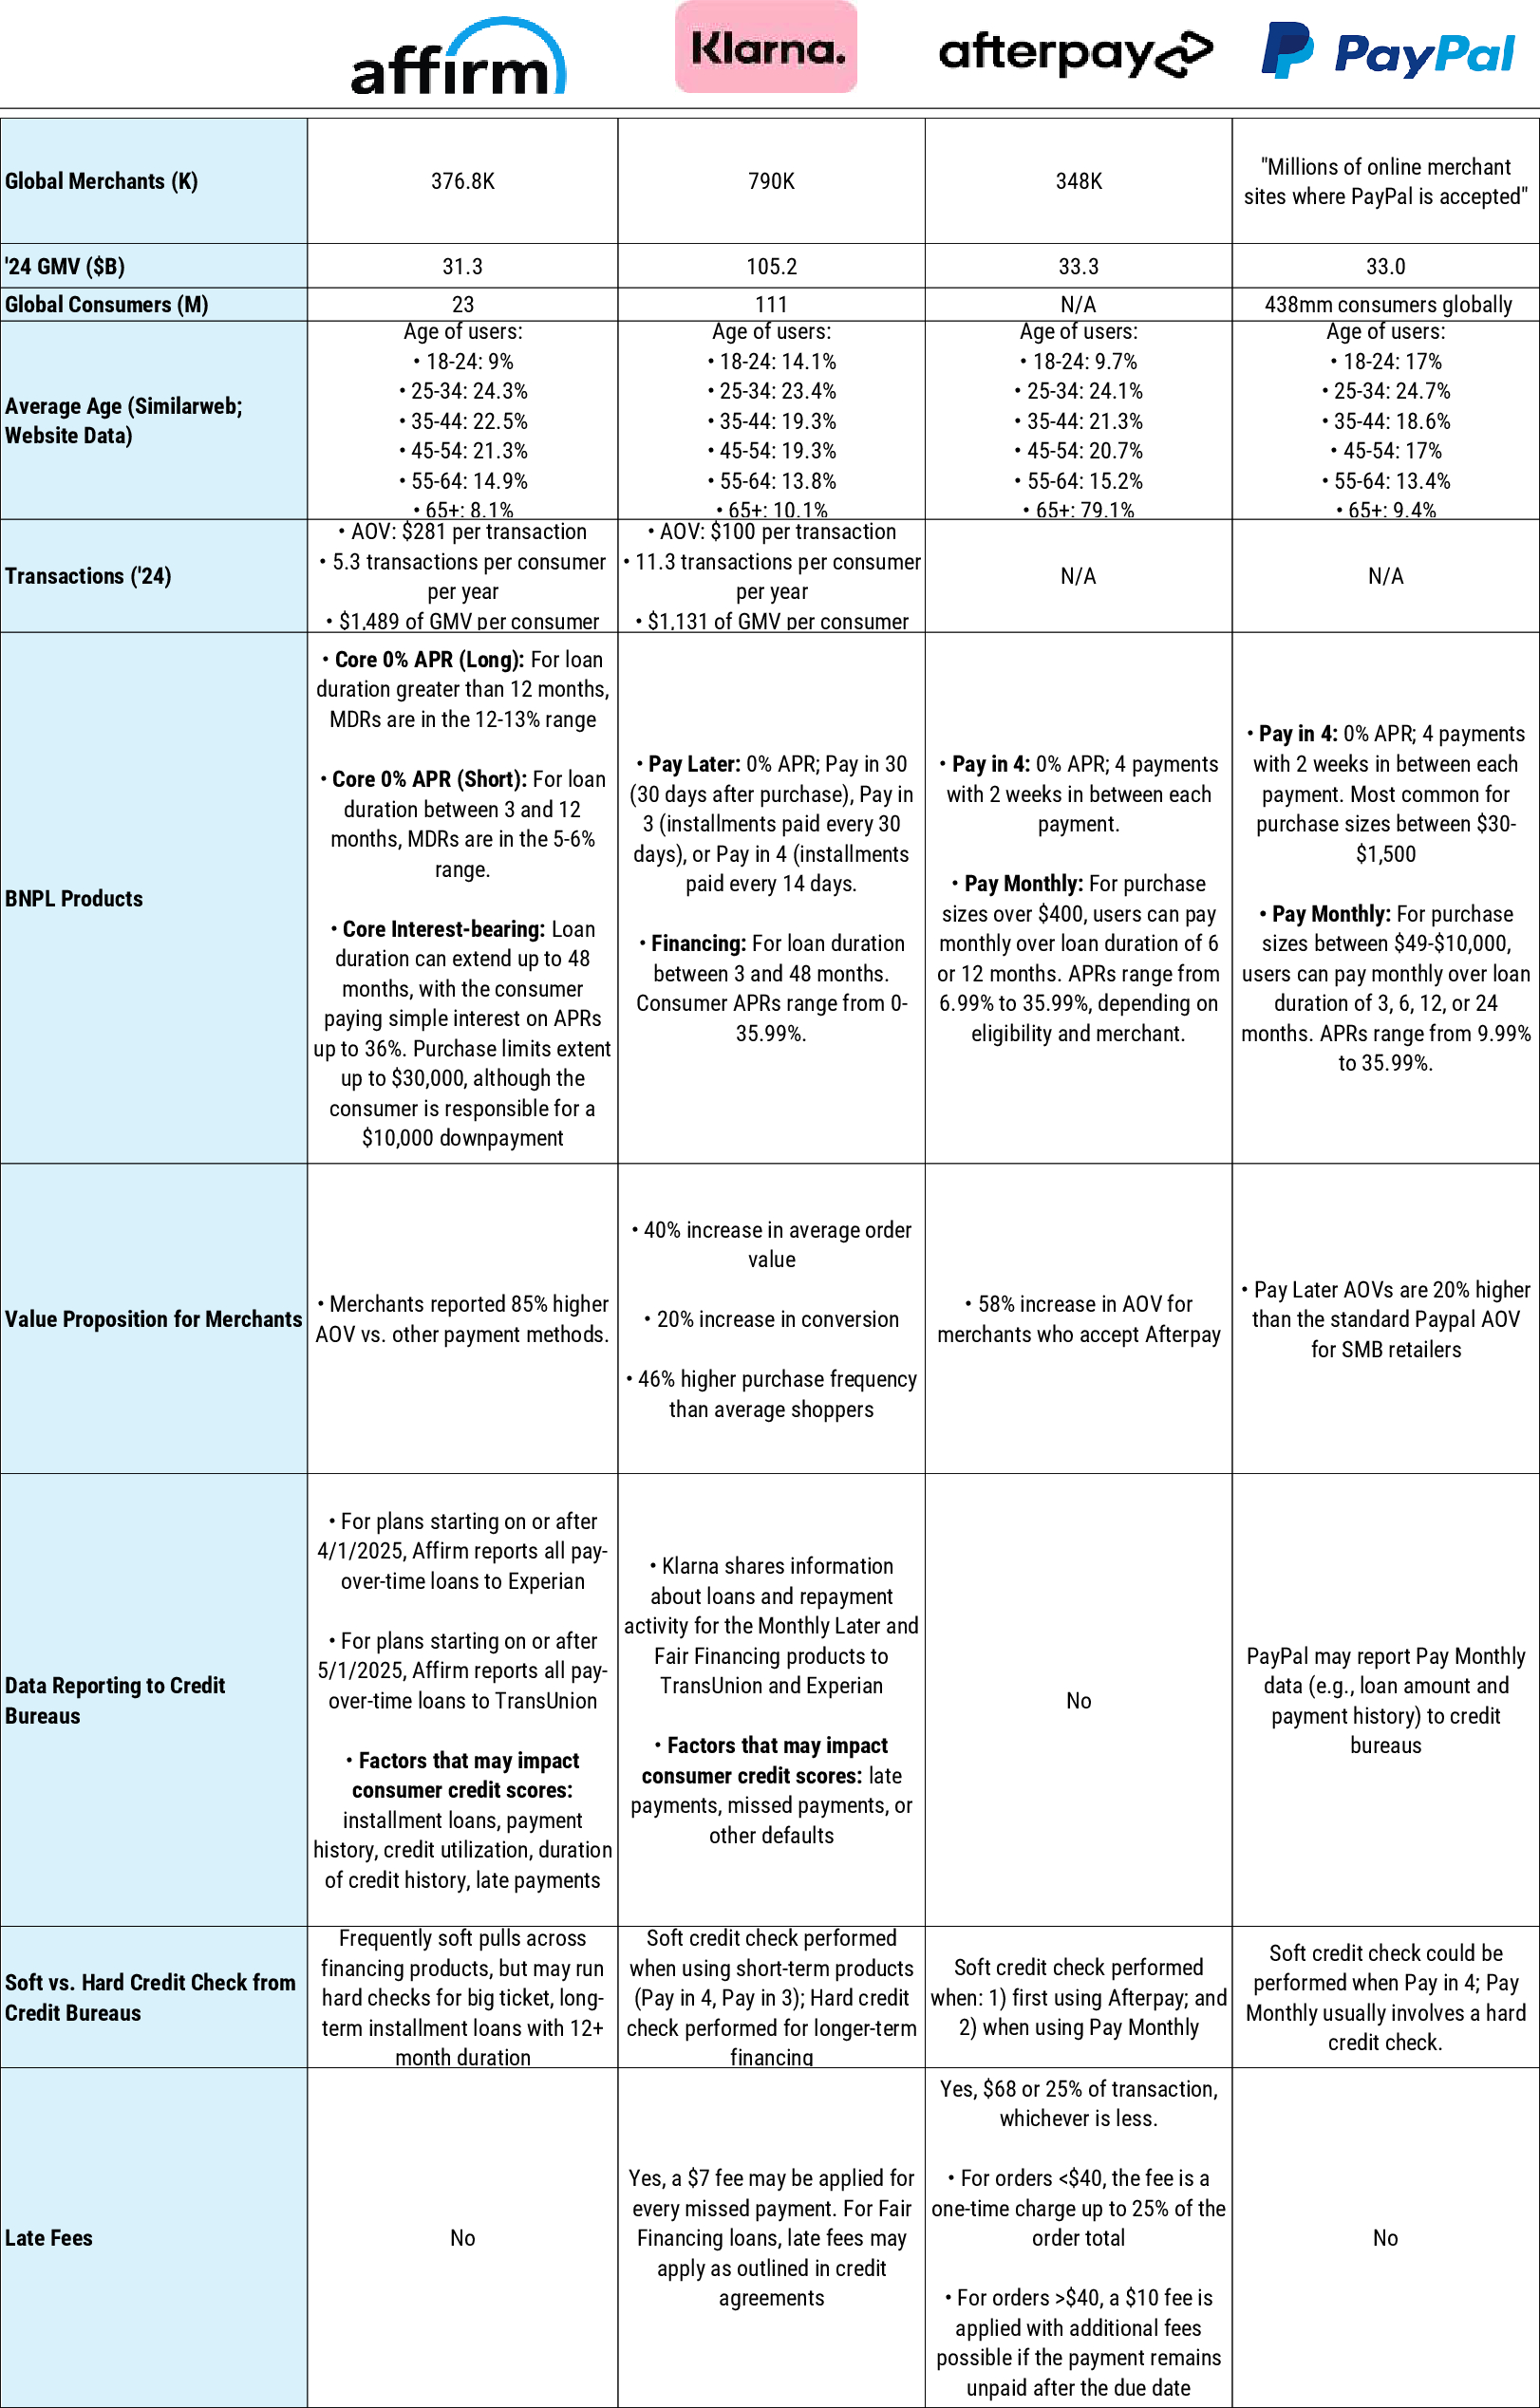 affirm
Klarna.
afterpay
PayPal
Global Merchants (K)
376.8K
790K
348K
"Millions of online merchant
sites where PayPal is accepted"
'24 GMV ($B)
31.3
105.2
33.3
33.0
Global Consumers (M)
23
111
N/A
438mm consumers globally
Average Age (Similarweb;
Website Data)
Age of users:
• 18-24: 9%
• 25-34: 24.3%
• 35-44: 22.5%
• 45-54: 21.3%
• 55-64: 14.9%
• 65+: 8.1%
Age of users:
• 18-24: 14.1%
• 25-34: 23.4%
• 35-44: 19.3%
• 45-54: 19.3%
• 55-64: 13.8%
• 65+: 10.1%
Age of users:
• 18-24: 9.7%
• 25-34: 24.1%
• 35-44: 21.3%
• 45-54: 20.7%
• 55-64: 15.2%
• 65+: 79.1%
Age of users:
• 18-24: 17%
• 25-34: 24.7%
• 35-44: 18.6%
• 45-54: 17%
• 55-64: 13.4%
• 65+: 9.4%
Transactions ('24)
• AOV: $281 per transaction
• 5.3 transactions per consumer
per year
• $1,489 of GMV per consumer
• AOV: $100 per transaction
• 11.3 transactions per consumer
per year
• $1,131 of GMV per consumer
N/A
N/A
BNPL Products
• Core 0% APR (Long): For loan
duration greater than 12 months,
MDRs are in the 12-13% range
• Core 0% APR (Short): For loan
duration between 3 and 12
months, MDRs are in the 5-6%
range.
• Core Interest-bearing: Loan
duration can extend up to 48
months, with the consumer
paying simple interest on APRs
up to 36%. Purchase limits extent
up to $30,000, although the
consumer is responsible for a
$10,000 downpayment
• Pay Later: 0% APR; Pay in 30
(30 days after purchase), Pay in
3 (installments paid every 30
days), or Pay in 4 (installments
paid every 14 days.
• Financing: For loan duration
between 3 and 48 months.
Consumer APRs range from 0-
35.99%.
• Pay in 4: 0% APR; 4 payments
with 2 weeks in between each
payment.
• Pay Monthly: For purchase
sizes over $400, users can pay
monthly over loan duration of 6
or 12 months. APRs range from
6.99% to 35.99%, depending on
eligibility and merchant.
• Pay in 4: 0% APR; 4 payments
with 2 weeks in between each
payment. Most common for
purchase sizes between $30-
$1,500
• Pay Monthly: For purchase
sizes between $49-$10,000,
users can pay monthly over loan
duration of 3, 6, 12, or 24
months. APRs range from 9.99%
to 35.99%.
Value Proposition for Merchants
• Merchants reported 85% higher
AOV vs. other payment methods.
• 40% increase in average order
value
• 20% increase in conversion
• 46% higher purchase frequency
than average shoppers
• 58% increase in AOV for
merchants who accept Afterpay
• Pay Later AOVs are 20% higher
than the standard Paypal AOV
for SMB retailers
Data Reporting to Credit
Bureaus
• For plans starting on or after
4/1/2025, Affirm reports all pay-
over-time loans to Experian
• For plans starting on or after
5/1/2025, Affirm reports all pay-
over-time loans to TransUnion
• Factors that may impact
consumer credit scores:
installment loans, payment
history, credit utilization, duration
of credit history, late payments
• Klarna shares information
about loans and repayment
activity for the Monthly Later and
Fair Financing products to
TransUnion and Experian
• Factors that may impact
consumer credit scores: late
payments, missed payments, or
other defaults
No
PayPal may report Pay Monthly
data (e.g., loan amount and
payment history) to credit
bureaus
Soft vs. Hard Credit Check from
Credit Bureaus
Frequently soft pulls across
financing products, but may run
hard checks for big ticket, long-
term installment loans with 12+
month duration
Soft credit check performed
when using short-term products
(Pay in 4, Pay in 3); Hard credit
check performed for longer-term
financing
Soft credit check performed
when: 1) first using Afterpay; and
2) when using Pay Monthly
Soft credit check could be
performed when Pay in 4; Pay
Monthly usually involves a hard
credit check.
Late Fees
No
Yes, a $7 fee may be applied for
every missed payment. For Fair
Financing loans, late fees may
apply as outlined in credit
agreements
Yes, $68 or 25% of transaction,
whichever is less.
• For orders <$40, the fee is a
one-time charge up to 25% of the
order total
• For orders >$40, a $10 fee is
applied with additional fees
possible if the payment remains
unpaid after the due date
No